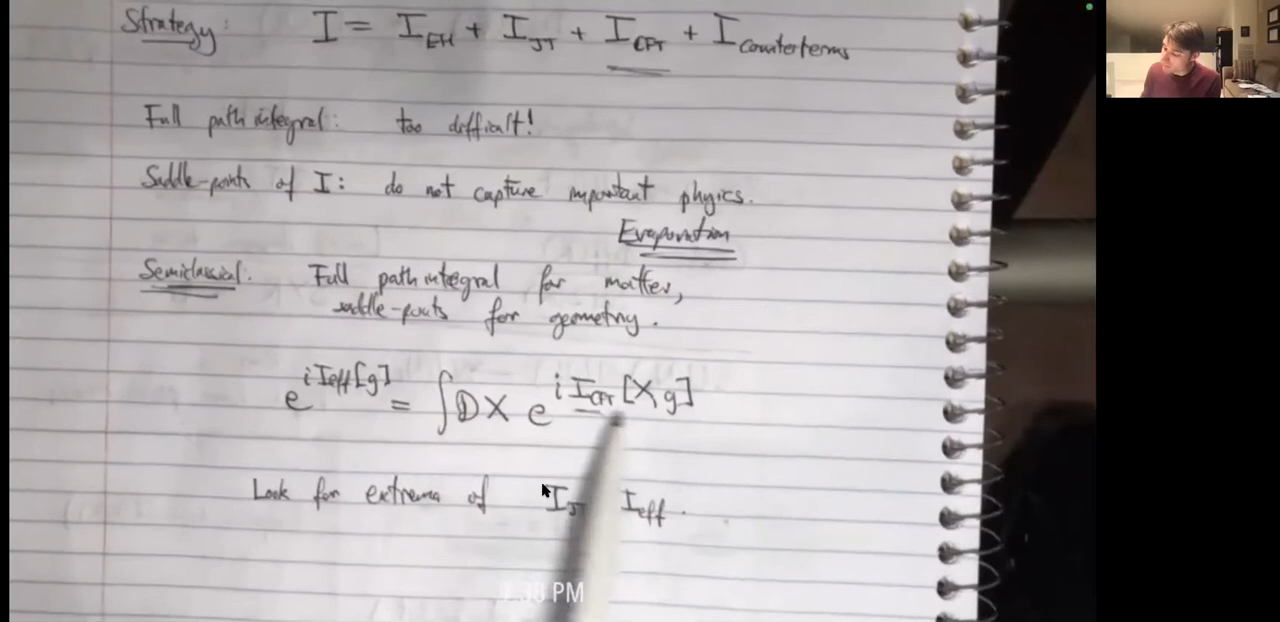 Strategy: I = I_EH + I_JT + I_CFT + I_counterterms
Full path integral: too difficult!
Saddle-points of I: do not capture important physics.
Evaporation
Semiclassical. Full path integral for matter,
saddle-points for geometry.
e^{i I_eff[g]} = ∫DX e^{i I_CFT[X,g]}
Look for extrema of I_JT I_eff.
:38 PM